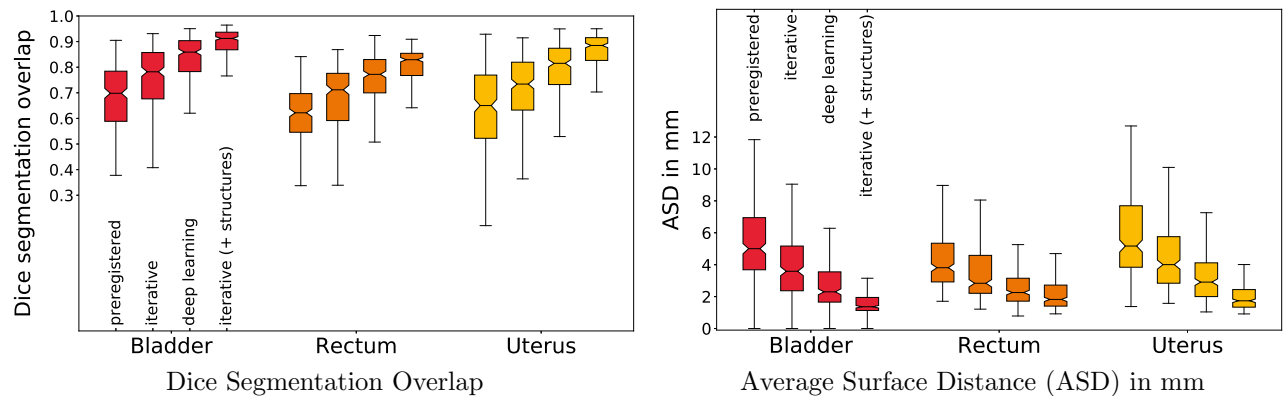 Dice segmentation overlap
1.0
0.9
0.8
0.7
0.6
0.5
0.4
0.3
preregistered
iterative
deep learning
iterative (+ structures)
Bladder Rectum Uterus
Dice Segmentation Overlap
ASD in mm
12
10
8
6
4
2
0
preregistered
iterative
deep learning
iterative (+ structures)
Bladder Rectum Uterus
Average Surface Distance (ASD) in mm